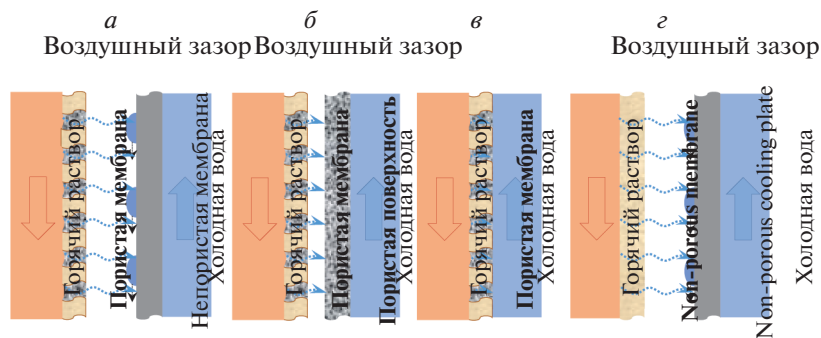 а
б
в
г
Воздушный зазор
Воздушный зазор
Воздушный зазор
Горячий раствор
Пористая мембрана
Непористая мембрана
Холодная вода
Горячий раствор
Пористая мембрана
Пористая поверхность
Холодная вода
Горячий раствор
Пористая мембрана
Холодная вода
Горячий раствор
Non-porous membrane
Non-porous cooling plate
Холодная вода